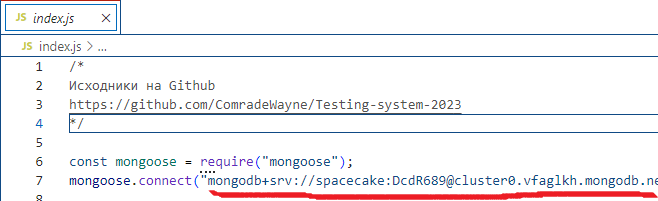 JS index.js ×
JS index.js > ...
1 /*
2 Исходники на Github
3 https://github.com/ComradeWayne/Testing-system-2023
4 */
5
6 const mongoose = require("mongoose");
7 mongoose.connect("mongodb+srv://spacecake:DcdR689@cluster0.vfaglkh.mongodb.ne